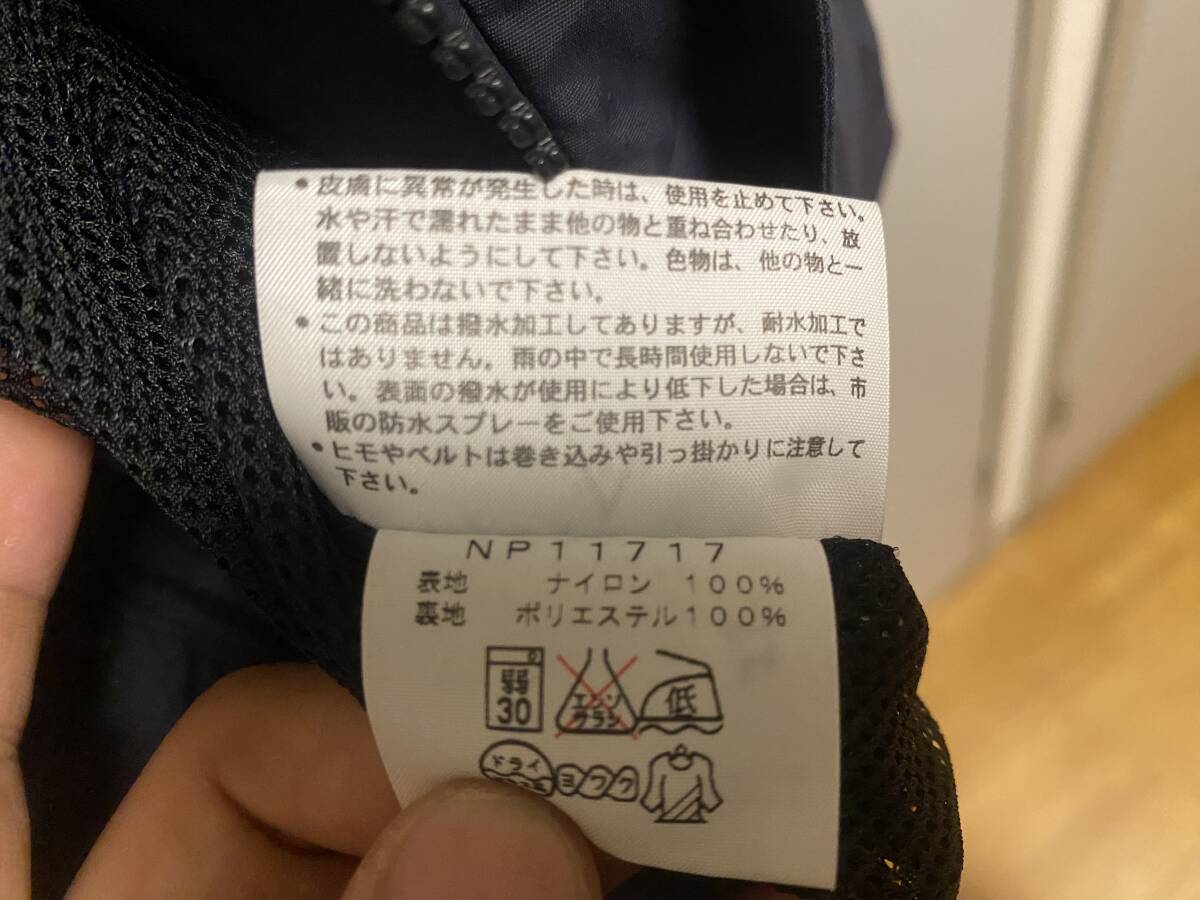 •皮膚に異常が発生した時は、使用を止めて下さい。
水や汗で濡れたまま他の物と重ね合わせたり、放
置しないようにして下さい。色物は、他の物と一
緒に洗わないで下さい。
•この商品は撥水加工してありますが、耐水加工で
はありません。雨の中で長時間使用しないで下さ
い。表面の撥水が使用により低下した場合は、市
販の防水スプレーをご使用下さい。
•ヒモやベルトは巻き込みや引っ掛かりに注意して
下さい。
NP11717
表地 ナイロン 100%
裏地 ポリエステル100%
弱
30
エンソ
サラシ
低
ドライ
ヨワク